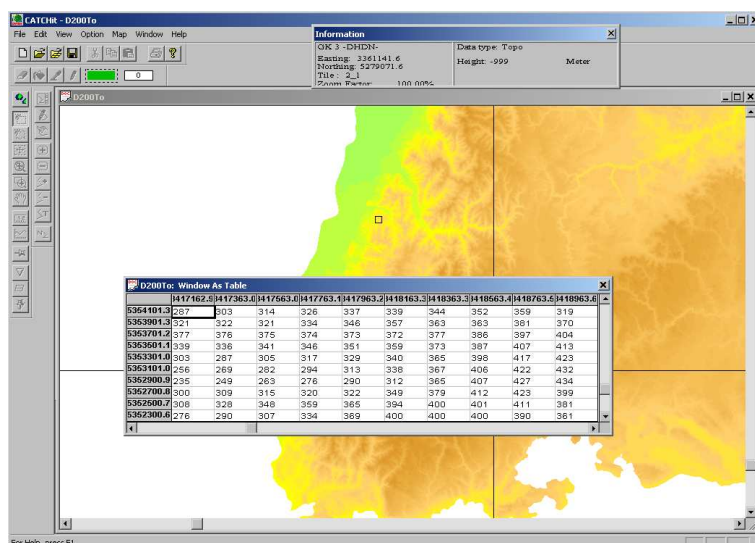 CATCHit - D200To
File Edit View Option Map Window Help
0
Information
GK 3 -DHDN-
Easting: 3361141.6
Northing: 5279071.6
Tile : 2_1
Zoom Factor: 100.00%
Data type: Topo
Height: -999 Meter
D200To
D200To: Window As Table
5354101.3 287 303 314 326 337 339 344 352 359 319
5353901.3 321 322 321 334 346 357 363 363 381 370
5353701.2 377 376 375 374 373 372 377 386 397 404
5353501.1 339 336 341 346 351 359 373 387 407 413
5353301.0 303 287 305 317 329 340 365 398 417 423
5353101.0 256 269 282 294 313 338 367 406 422 432
5352900.9 235 249 263 276 290 312 365 407 427 434
5352700.8 300 309 315 320 322 349 379 412 423 399
5352500.7 308 328 348 359 365 394 400 401 411 381
5352300.6 276 290 307 334 369 400 400 400 390 361
For Help, press F1